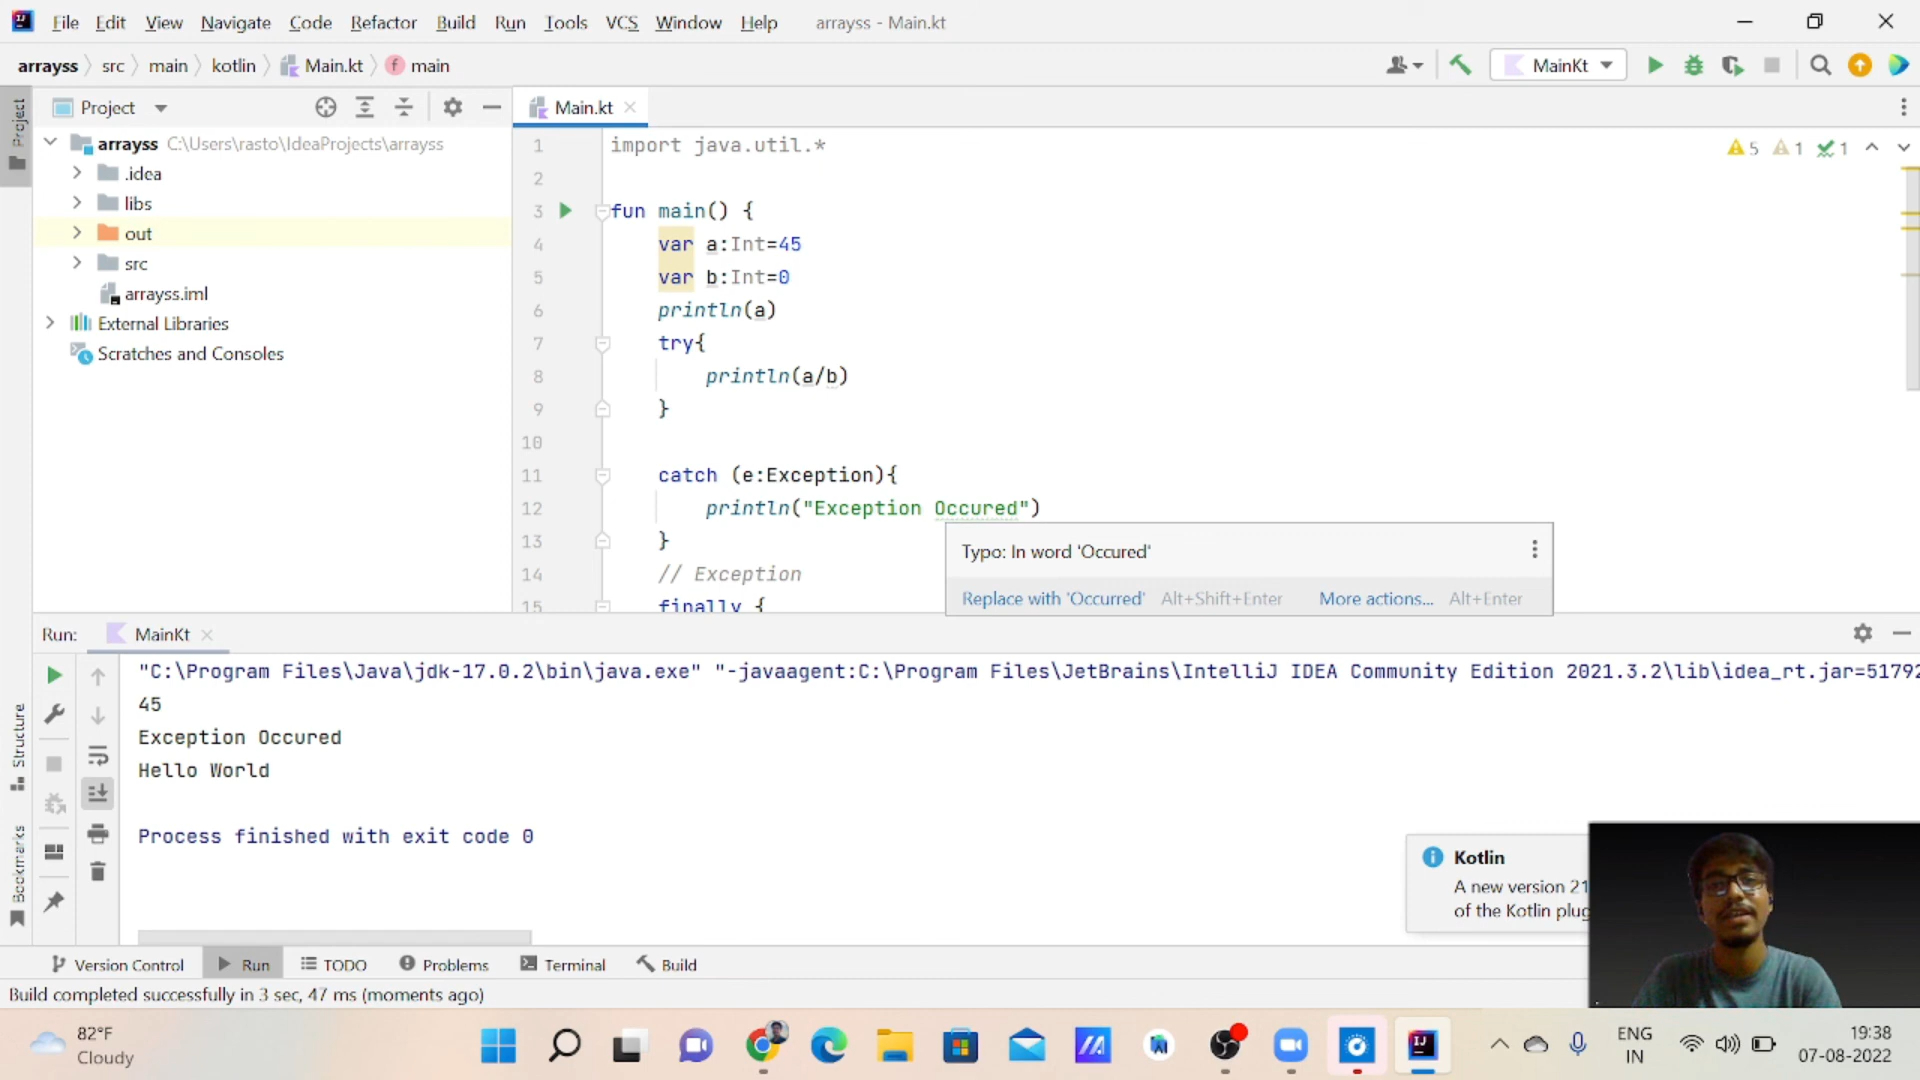 File Edit View Navigate Code Refactor Build Run Tools VCS Window Help arrayss - Main.kt
arrayss src main kotlin Main.kt f main
MainKt
Project
Project
Main.kt
arrayss C:\Users\rasto\IdeaProjects\arrayss
.idea
libs
out
src
arrayss.iml
External Libraries
Scratches and Consoles
1 import java.util.*
2
3 fun main() {
4 var a:Int=45
5 var b:Int=0
6 println(a)
7 try{
8 println(a/b)
9 }
10
11 catch (e:Exception){
12 println("Exception Occured")
13 }
14 // Exception
15 finally {
5 1 1
Typo: In word 'Occured'
Replace with 'Occurred' Alt+Shift+Enter More actions... Alt+Enter
Run: MainKt
"C:\Program Files\Java\jdk-17.0.2\bin\java.exe" "-javaagent:C:\Program Files\JetBrains\IntelliJ IDEA Community Edition 2021.3.2\lib\idea_rt.jar=51792
45
Exception Occured
Hello World
Process finished with exit code 0
Structure
Bookmarks
Kotlin
A new version 21
of the Kotlin plug
Version Control Run TODO Problems Terminal Build
Build completed successfully in 3 sec, 47 ms (moments ago)
82°F
Cloudy
ENG
IN
19:38
07-08-2022